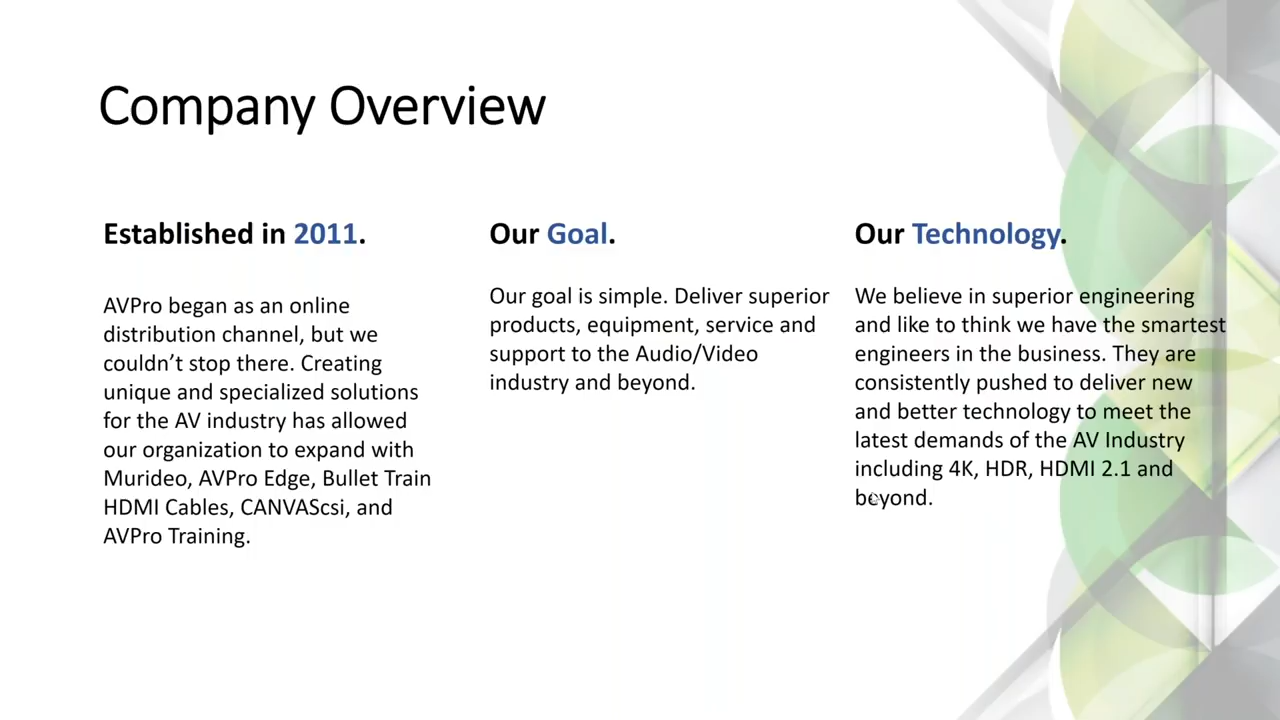 Company Overview
Established in 2011.
AVPro began as an online
distribution channel, but we
couldn’t stop there. Creating
unique and specialized solutions
for the AV industry has allowed
our organization to expand with
Murideo, AVPro Edge, Bullet Train
HDMI Cables, CANVAScsi, and
AVPro Training.
Our Goal.
Our goal is simple. Deliver superior
products, equipment, service and
support to the Audio/Video
industry and beyond.
Our Technology.
We believe in superior engineering
and like to think we have the smartest
engineers in the business. They are
consistently pushed to deliver new
and better technology to meet the
latest demands of the AV Industry
including 4K, HDR, HDMI 2.1 and
beyond.